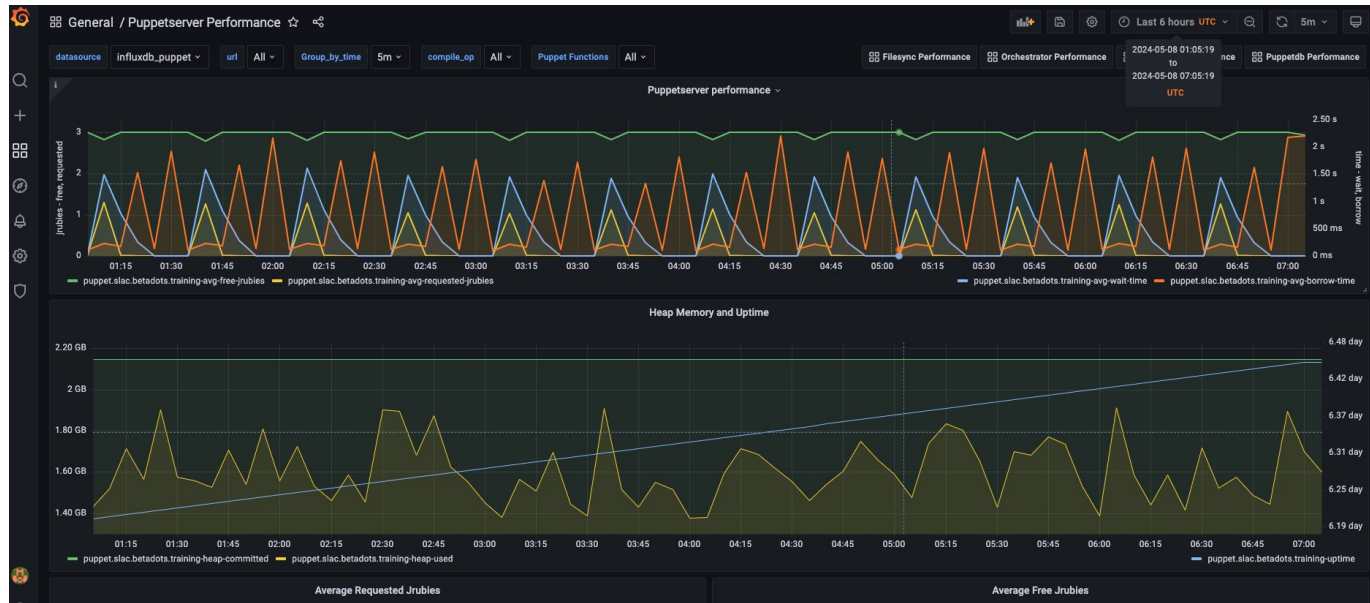 General / Puppetserver Performance
Last 6 hours UTC
5m
datasource influxdb_puppet url All Group_by_time 5m compile_op All Puppet Functions All
Filesync Performance Orchestrator Performance nce Puppetdb Performance
2024-05-08 01:05:19
to
2024-05-08 07:05:19
UTC
i
Puppetserver performance
jrubies - free, requested
3
2
1
0
2.50 s
2 s
1.50 s
1 s
500 ms
0 ms
time - wait, borrow
01:15 01:30 01:45 02:00 02:15 02:30 02:45 03:00 03:15 03:30 03:45 04:00 04:15 04:30 04:45 05:00 05:15 05:30 05:45 06:00 06:15 06:30 06:45 07:00
puppet.slac.betadots.training-avg-free-jrubies puppet.slac.betadots.training-avg-requested-jrubies puppet.slac.betadots.training-avg-wait-time puppet.slac.betadots.training-avg-borrow-time
Heap Memory and Uptime
2.20 GB
2 GB
1.80 GB
1.60 GB
1.40 GB
6.48 day
6.42 day
6.37 day
6.31 day
6.25 day
6.19 day
01:15 01:30 01:45 02:00 02:15 02:30 02:45 03:00 03:15 03:30 03:45 04:00 04:15 04:30 04:45 05:00 05:15 05:30 05:45 06:00 06:15 06:30 06:45 07:00
puppet.slac.betadots.training-heap-committed puppet.slac.betadots.training-heap-used puppet.slac.betadots.training-uptime
Average Requested Jrubies Average Free Jrubies